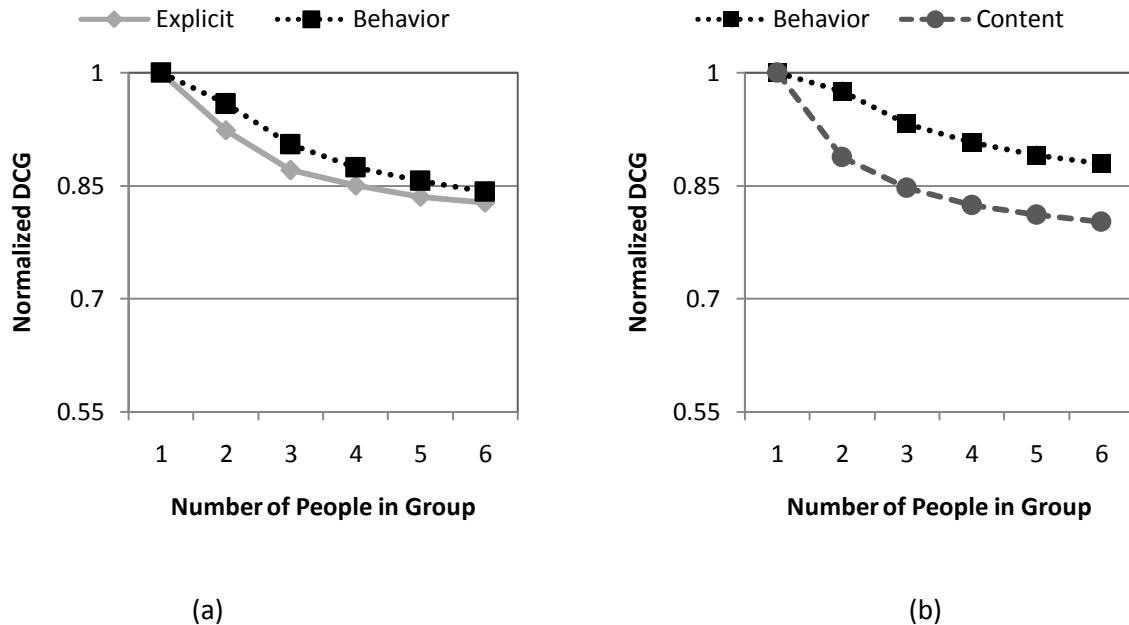 Explicit Behavior
1
0.85
0.7
0.55
Normalized DCG
1 2 3 4 5 6
Number of People in Group
(a)
Behavior Content
1
0.85
0.7
0.55
Normalized DCG
1 2 3 4 5 6
Number of People in Group
(b)